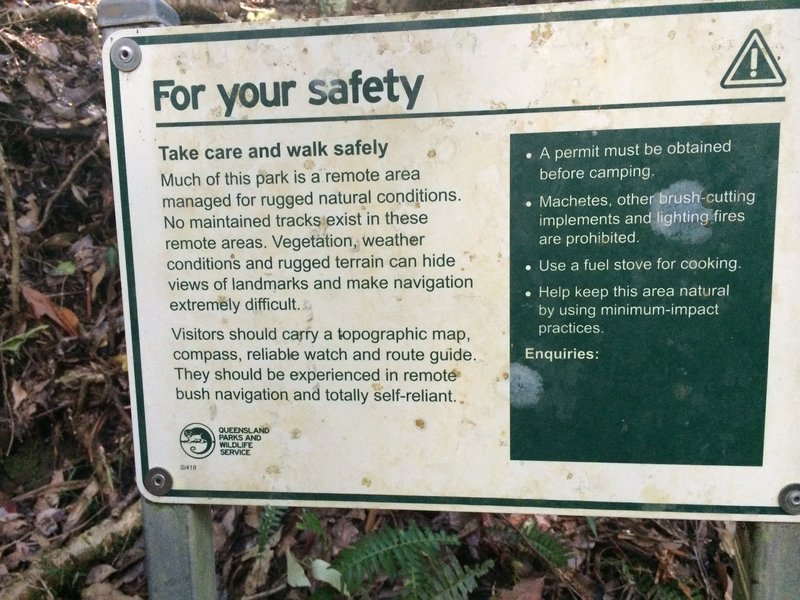 For your safety
Take care and walk safely
Much of this park is a remote area
managed for rugged natural conditions.
No maintained tracks exist in these
remote areas. Vegetation, weather
conditions and rugged terrain can hide
views of landmarks and make navigation
extremely difficult.
Visitors should carry a topographic map,
compass, reliable watch and route guide.
They should be experienced in remote
bush navigation and totally self-reliant.
QUEENSLAND
PARKS AND
WILDLIFE
SERVICE
SI418
• A permit must be obtained
before camping.
• Machetes, other brush-cutting
implements and lighting fires
are prohibited.
• Use a fuel stove for cooking.
• Help keep this area natural
by using minimum-impact
practices.
Enquiries: